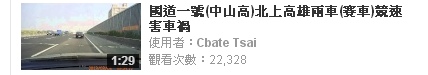 國道一號(中山高)北上高雄兩車(婆車)競速
害車禍
使用者：Cbate Tsai
觀看次數：22,328
1:29